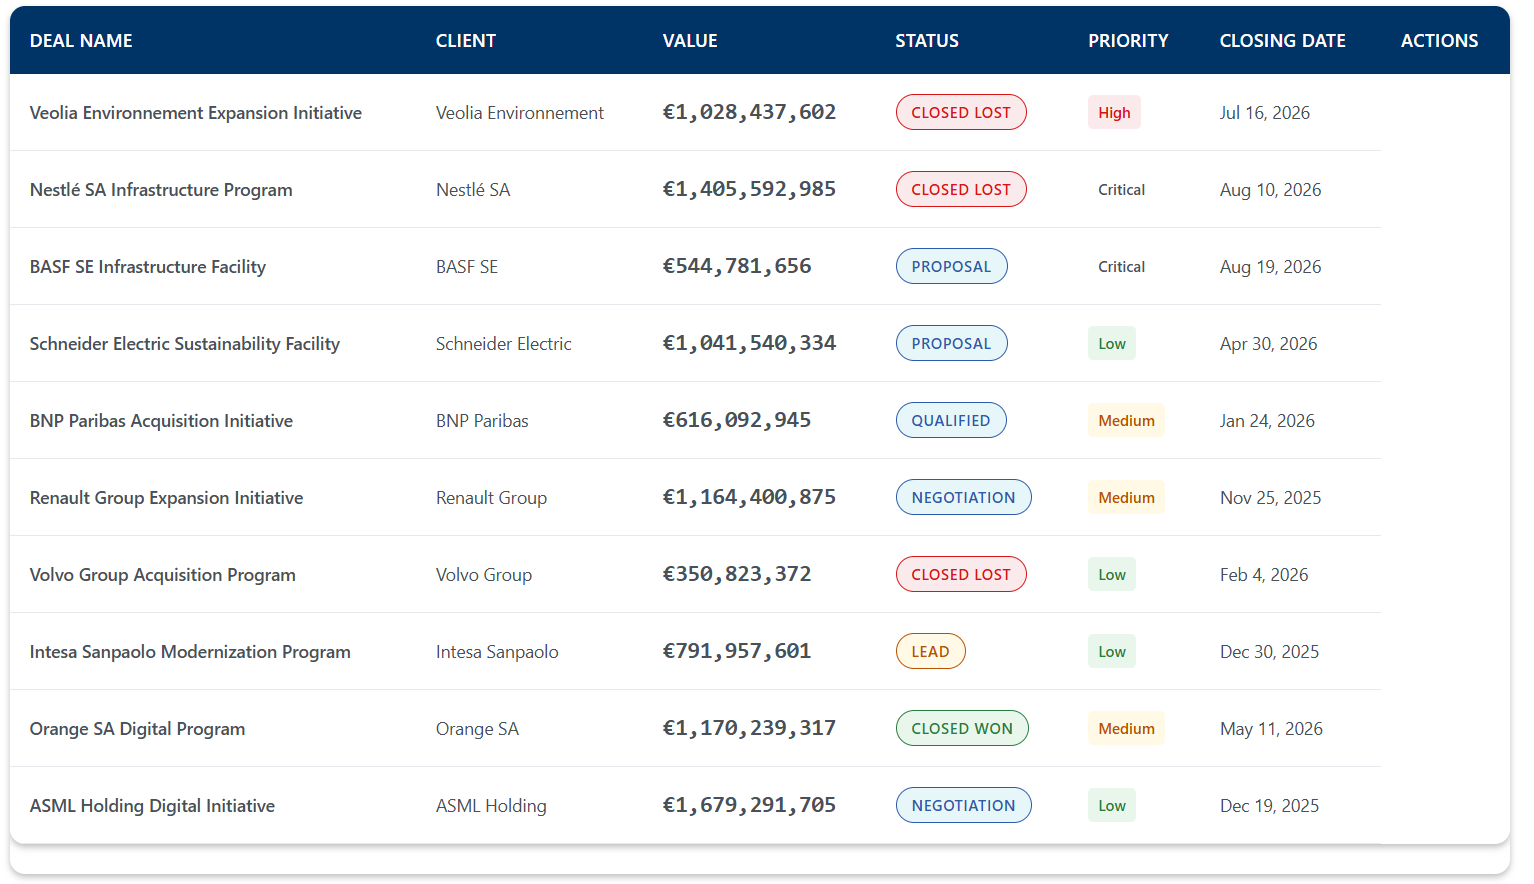 DEAL NAME CLIENT VALUE STATUS PRIORITY CLOSING DATE ACTIONS
Veolia Environnement Expansion Initiative Veolia Environnement €1,028,437,602 CLOSED LOST High Jul 16, 2026
Nestlé SA Infrastructure Program Nestlé SA €1,405,592,985 CLOSED LOST Critical Aug 10, 2026
BASF SE Infrastructure Facility BASF SE €544,781,656 PROPOSAL Critical Aug 19, 2026
Schneider Electric Sustainability Facility Schneider Electric €1,041,540,334 PROPOSAL Low Apr 30, 2026
BNP Paribas Acquisition Initiative BNP Paribas €616,092,945 QUALIFIED Medium Jan 24, 2026
Renault Group Expansion Initiative Renault Group €1,164,400,875 NEGOTIATION Medium Nov 25, 2025
Volvo Group Acquisition Program Volvo Group €350,823,372 CLOSED LOST Low Feb 4, 2026
Intesa Sanpaolo Modernization Program Intesa Sanpaolo €791,957,601 LEAD Low Dec 30, 2025
Orange SA Digital Program Orange SA €1,170,239,317 CLOSED WON Medium May 11, 2026
ASML Holding Digital Initiative ASML Holding €1,679,291,705 NEGOTIATION Low Dec 19, 2025